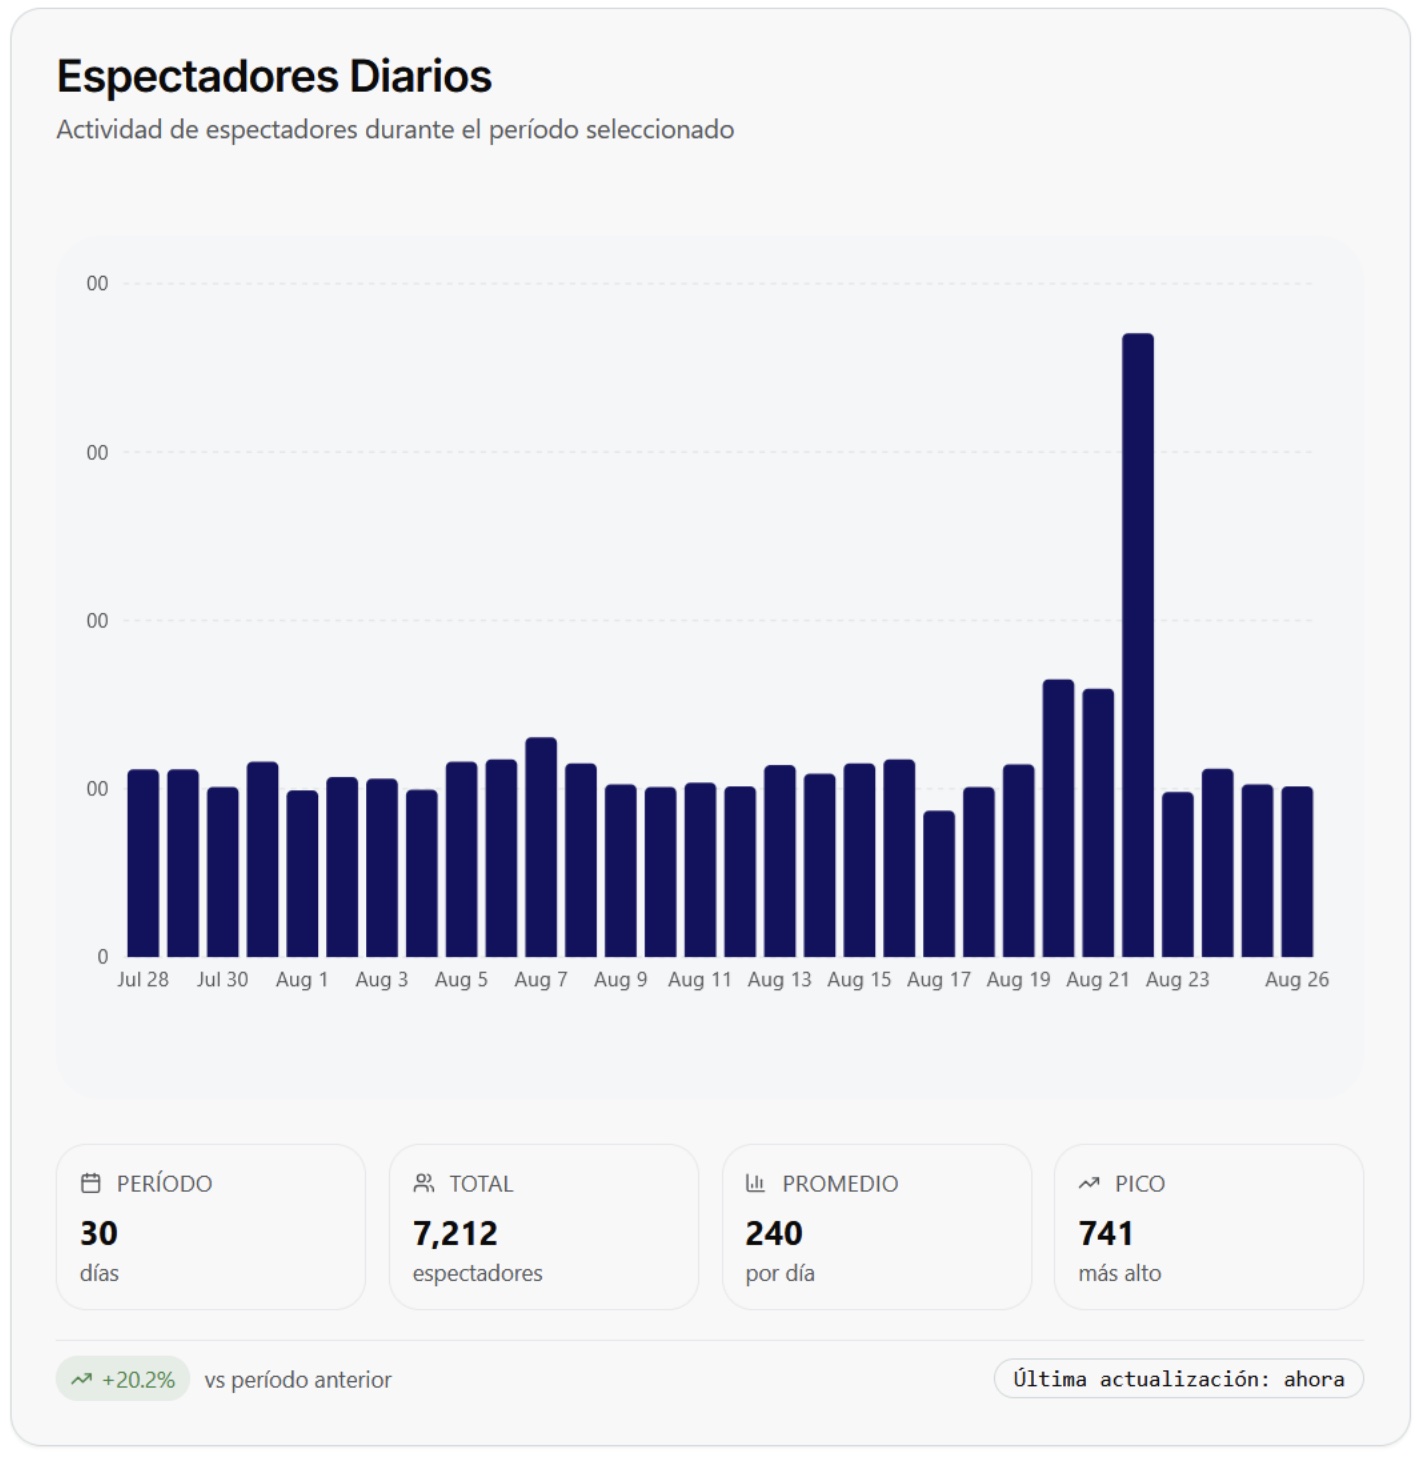 Espectadores Diarios
Actividad de espectadores durante el período seleccionado
00
00
00
00
0
Jul 28 Jul 30 Aug 1 Aug 3 Aug 5 Aug 7 Aug 9 Aug 11 Aug 13 Aug 15 Aug 17 Aug 19 Aug 21 Aug 23 Aug 26
PERÍODO
30
días
TOTAL
7,212
espectadores
PROMEDIO
240
por día
PICO
741
más alto
+20.2% vs período anterior
Última actualización: ahora